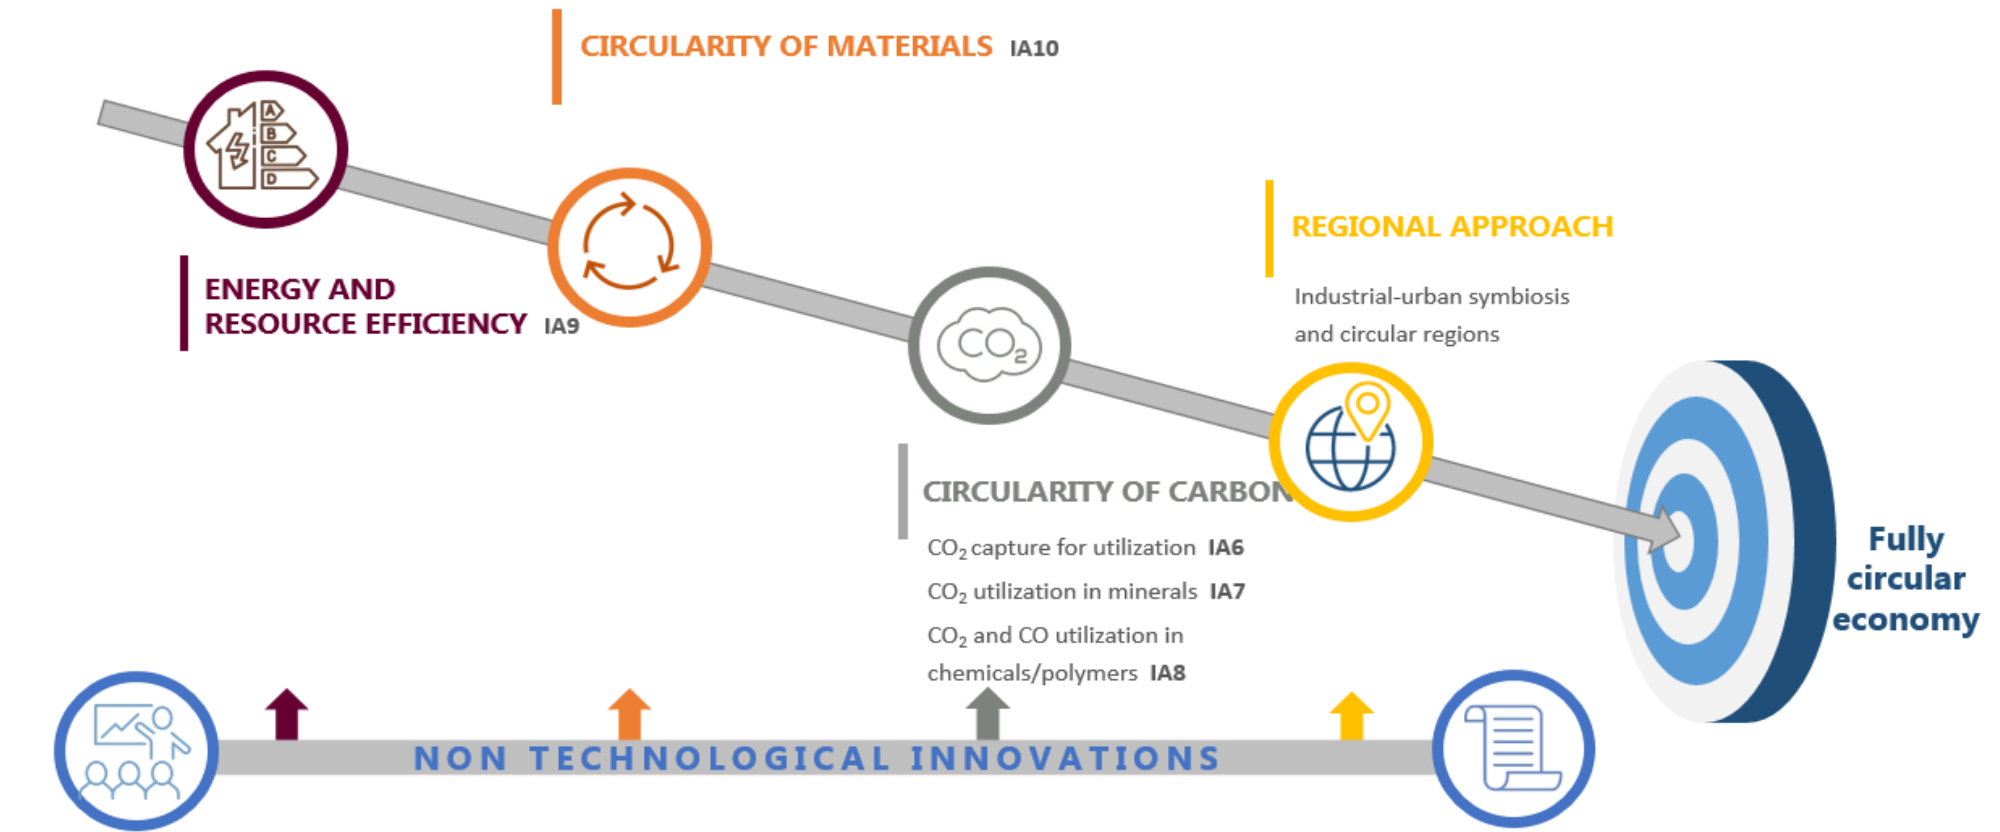 CIRCULARITY OF MATERIALS IA10
A
B
C
D
ENERGY AND
RESOURCE EFFICIENCY IA9
CO2
REGIONAL APPROACH
Industrial-urban symbiosis
and circular regions
CIRCULARITY OF CARBON
CO2 capture for utilization IA6
CO2 utilization in minerals IA7
CO2 and CO utilization in
chemicals/polymers IA8
Fully
circular
economy
NON TECHNOLOGICAL INNOVATIONS